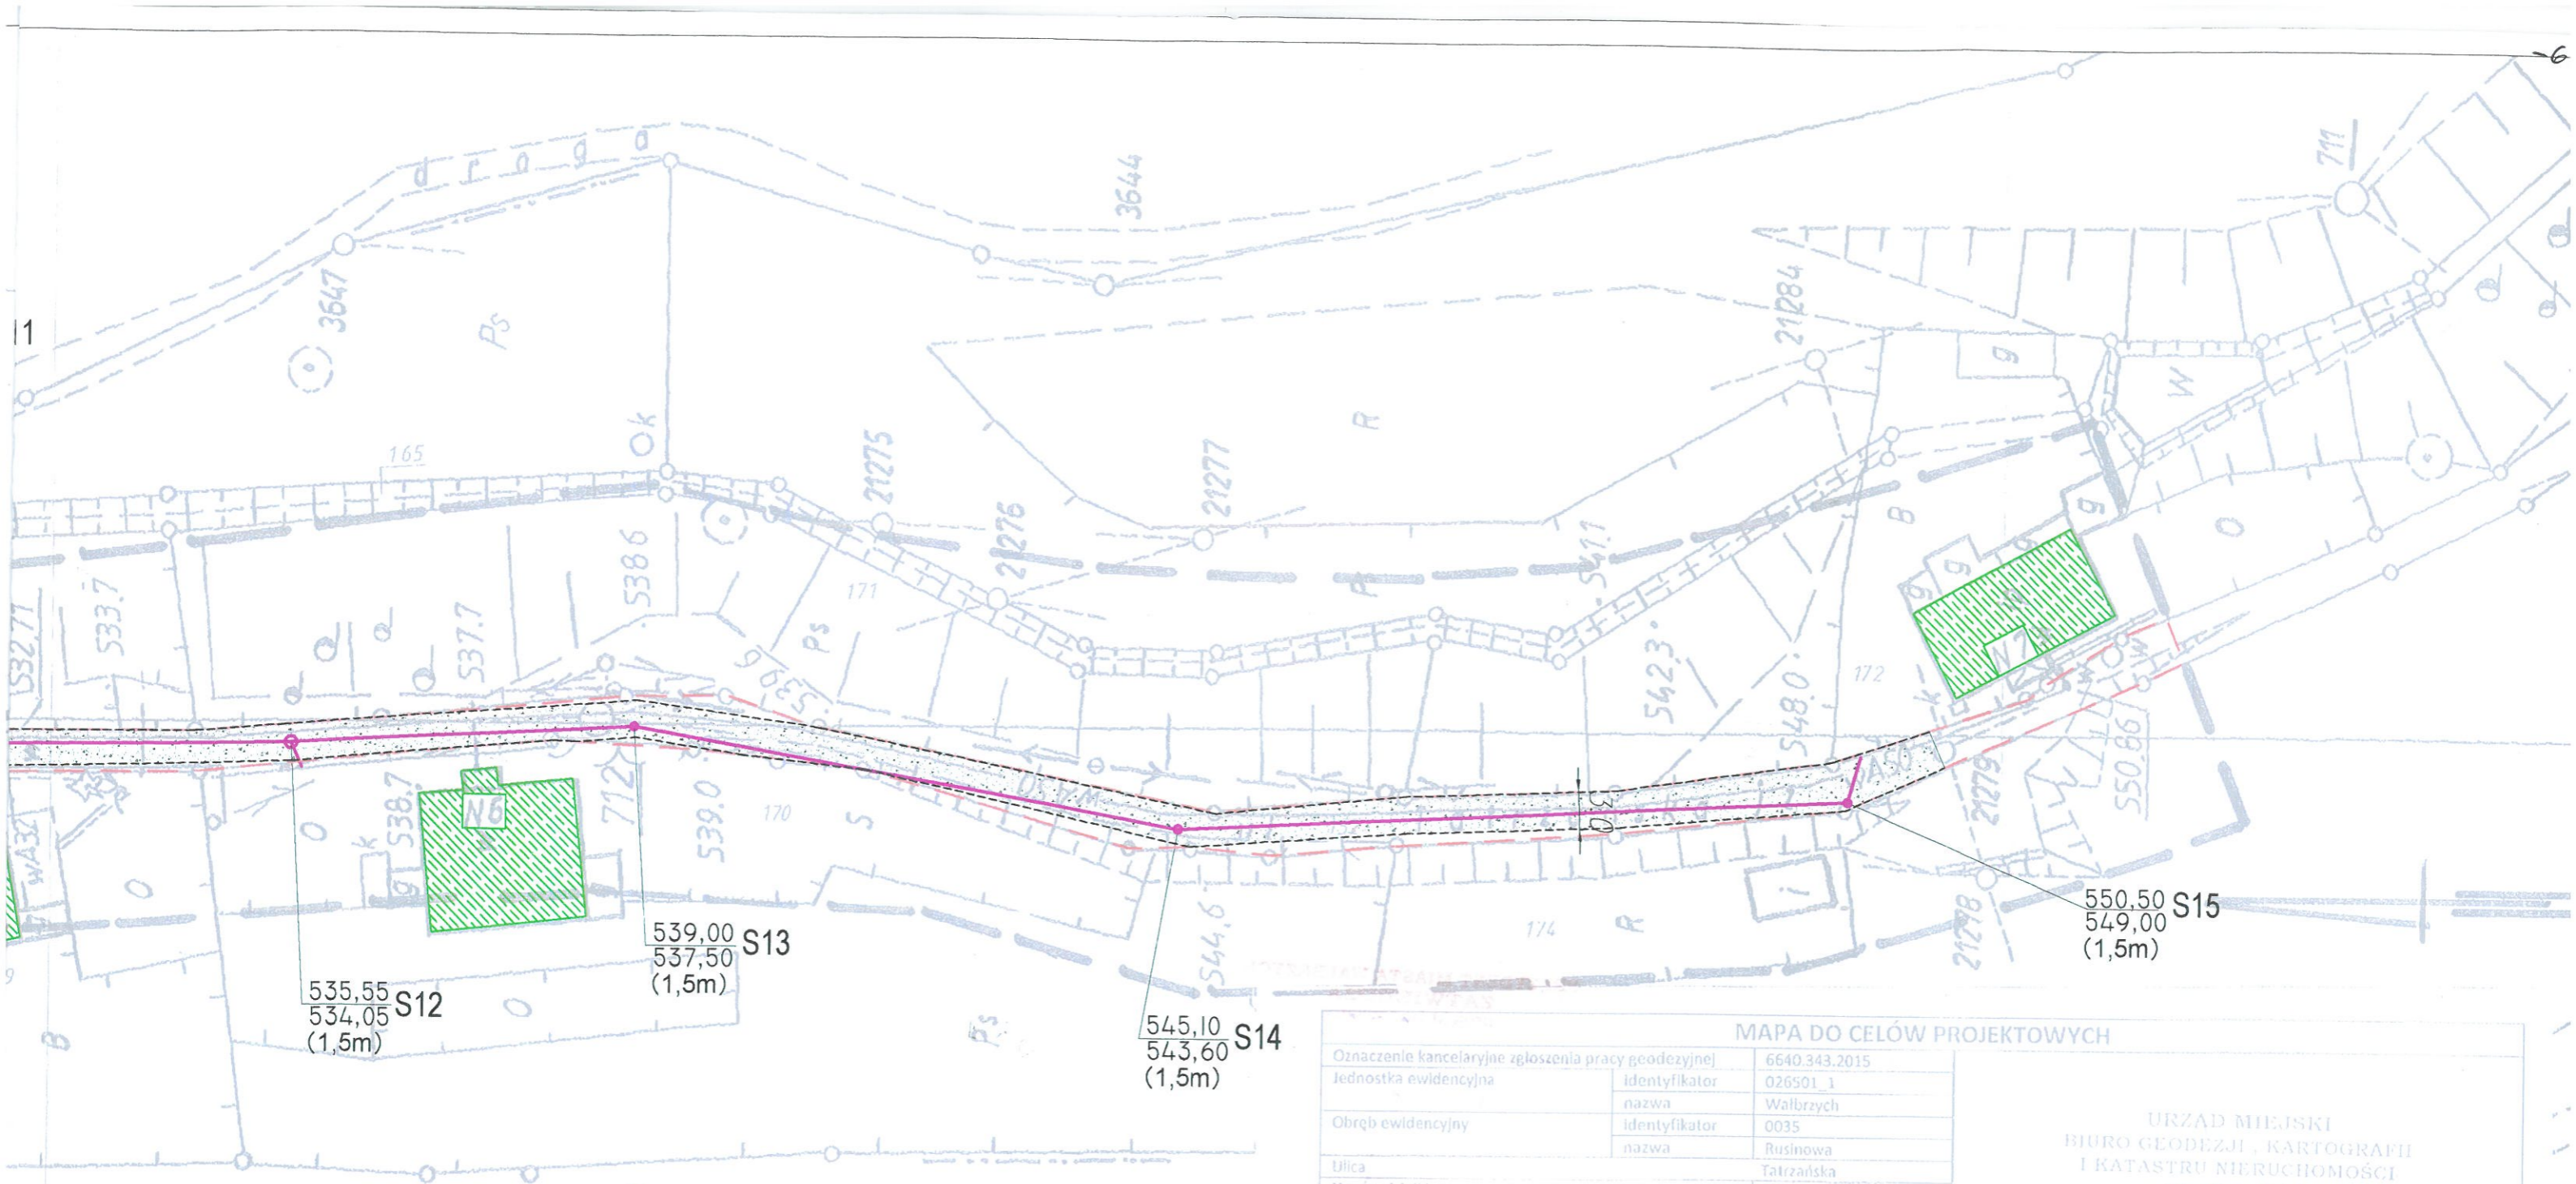 -6
droga
3644
711
3647
Ps
11
21284
g
W
165
k
R
21275
21277
21276
538.6
B
g
541.1
O
532.71
533.7
537.7
171
Ps
R
g
g
542.3
548.0
172
k
N7
w
w
550.86
wA32
O
O
k
g
538.7
N6
712
539.0
170
S
wA50
3,0
21279
i
174
R
21278
544.6
550,50
549,00
(1,5m)
S15
539,00
537,50
(1,5m)
S13
535,55
534,05
(1,5m)
S12
545,10
543,60
(1,5m)
S14
B
O
Ps
MAPA DO CELÓW PROJEKTOWYCH
Oznaczenie kancelaryjne zgłoszenia pracy geodezyjnej 6640.343.2015
Jednostka ewidencyjna identyfikator 026501_1
nazwa Wałbrzych
Obręb ewidencyjny identyfikator 0035
nazwa Rusinowa
Ulica Tatrzańska
URZĄD MIEJSKI
BIURO GEODEZJI, KARTOGRAFII
I KATASTRU NIERUCHOMOŚCI